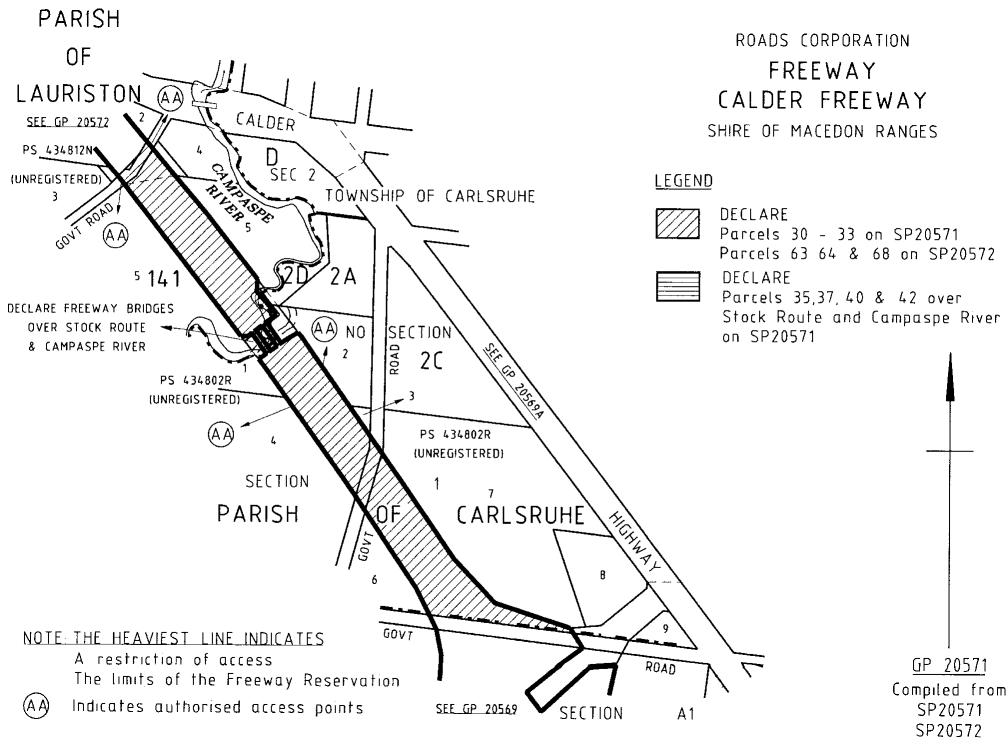 PARISH
OF
LAURISTON
SEE GP 20572
AA
2
PS 434812N
(UNREGISTERED)
3
GOVT ROAD
AA
4
CAMPASPE
RIVER
5
CALDER
D
SEC 2
TOWNSHIP OF CARLSRUHE
5 141
2D
2A
DECLARE FREEWAY BRIDGES
OVER STOCK ROUTE
& CAMPASPE RIVER
AA
NO SECTION
2
ROAD
2C
1
PS 434802R
(UNREGISTERED)
3
AA
4
SEE GP 20569A
PS 434802R
(UNREGISTERED)
1
7
SECTION
PARISH OF CARLSRUHE
GOVT
6
HIGHWAY
8
9
GOVT
ROAD
SEE GP 20569
SECTION
A1
ROADS CORPORATION
FREEWAY
CALDER FREEWAY
SHIRE OF MACEDON RANGES
LEGEND
DECLARE
Parcels 30 - 33 on SP20571
Parcels 63 64 & 68 on SP20572
DECLARE
Parcels 35,37, 40 & 42 over
Stock Route and Campaspe River
on SP20571
NOTE: THE HEAVIEST LINE INDICATES
A restriction of access
The limits of the Freeway Reservation
AA Indicates authorised access points
GP 20571
Compiled from
SP20571
SP20572